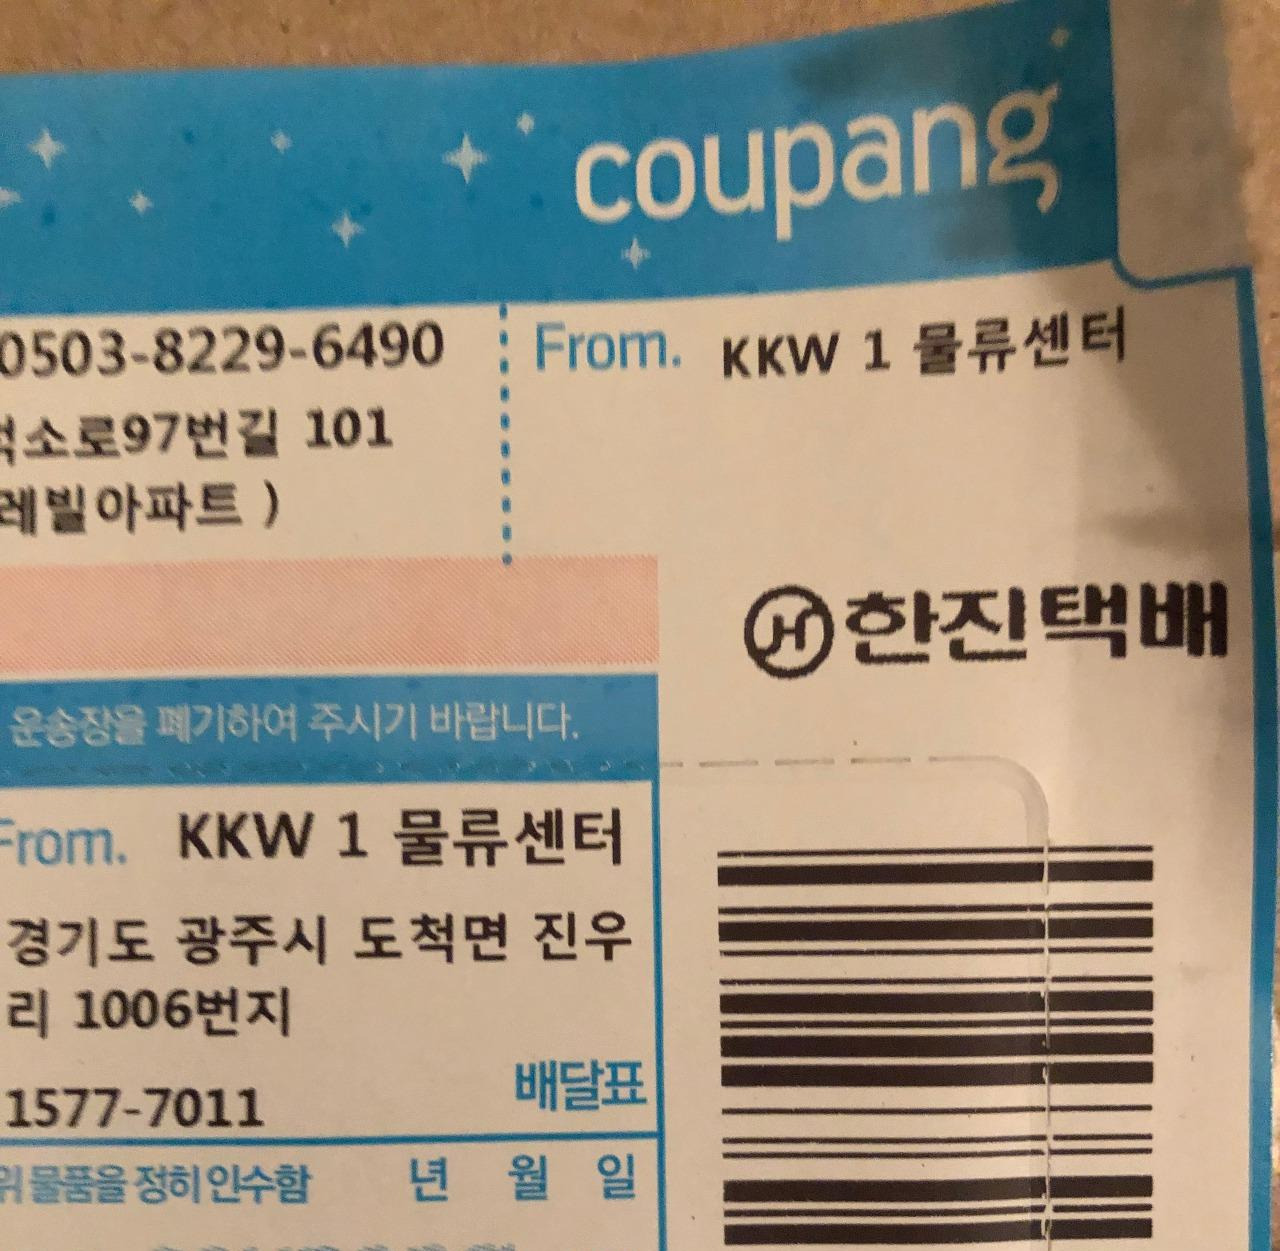 coupang
0503-8229-6490
From. KKW 1 물류센터
소로97번길 101
레빌아파트 )
한진택배
운송장을 폐기하여 주시기 바랍니다.
From. KKW 1 물류센터
경기도 광주시 도척면 진우
리 1006번지
1577-7011
배달표
위 물품을 정히 인수함 년 월 일